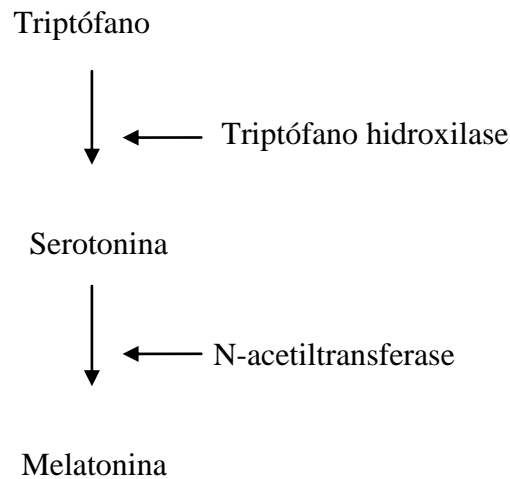 Triptófano
Triptófano hidroxilase
Serotonina
N-acetiltransferase
Melatonina